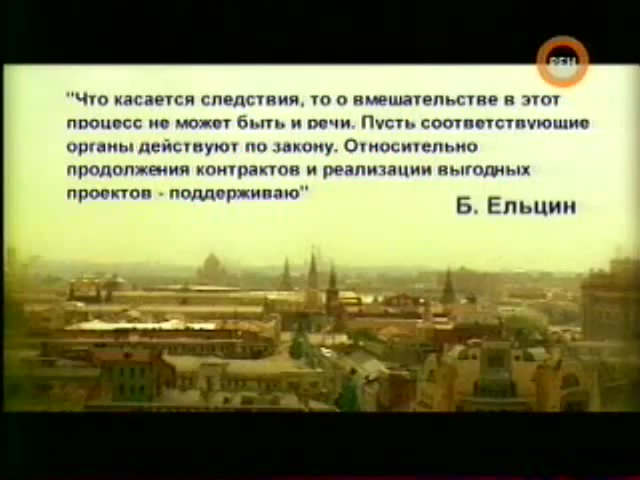 РЕН
"Что касается следствия, то о вмешательстве в этот
процесс не может быть и речи. Пусть соответствующие
органы действуют по закону. Относительно
продолжения контрактов и реализации выгодных
проектов - поддерживаю"
Б. Ельцин